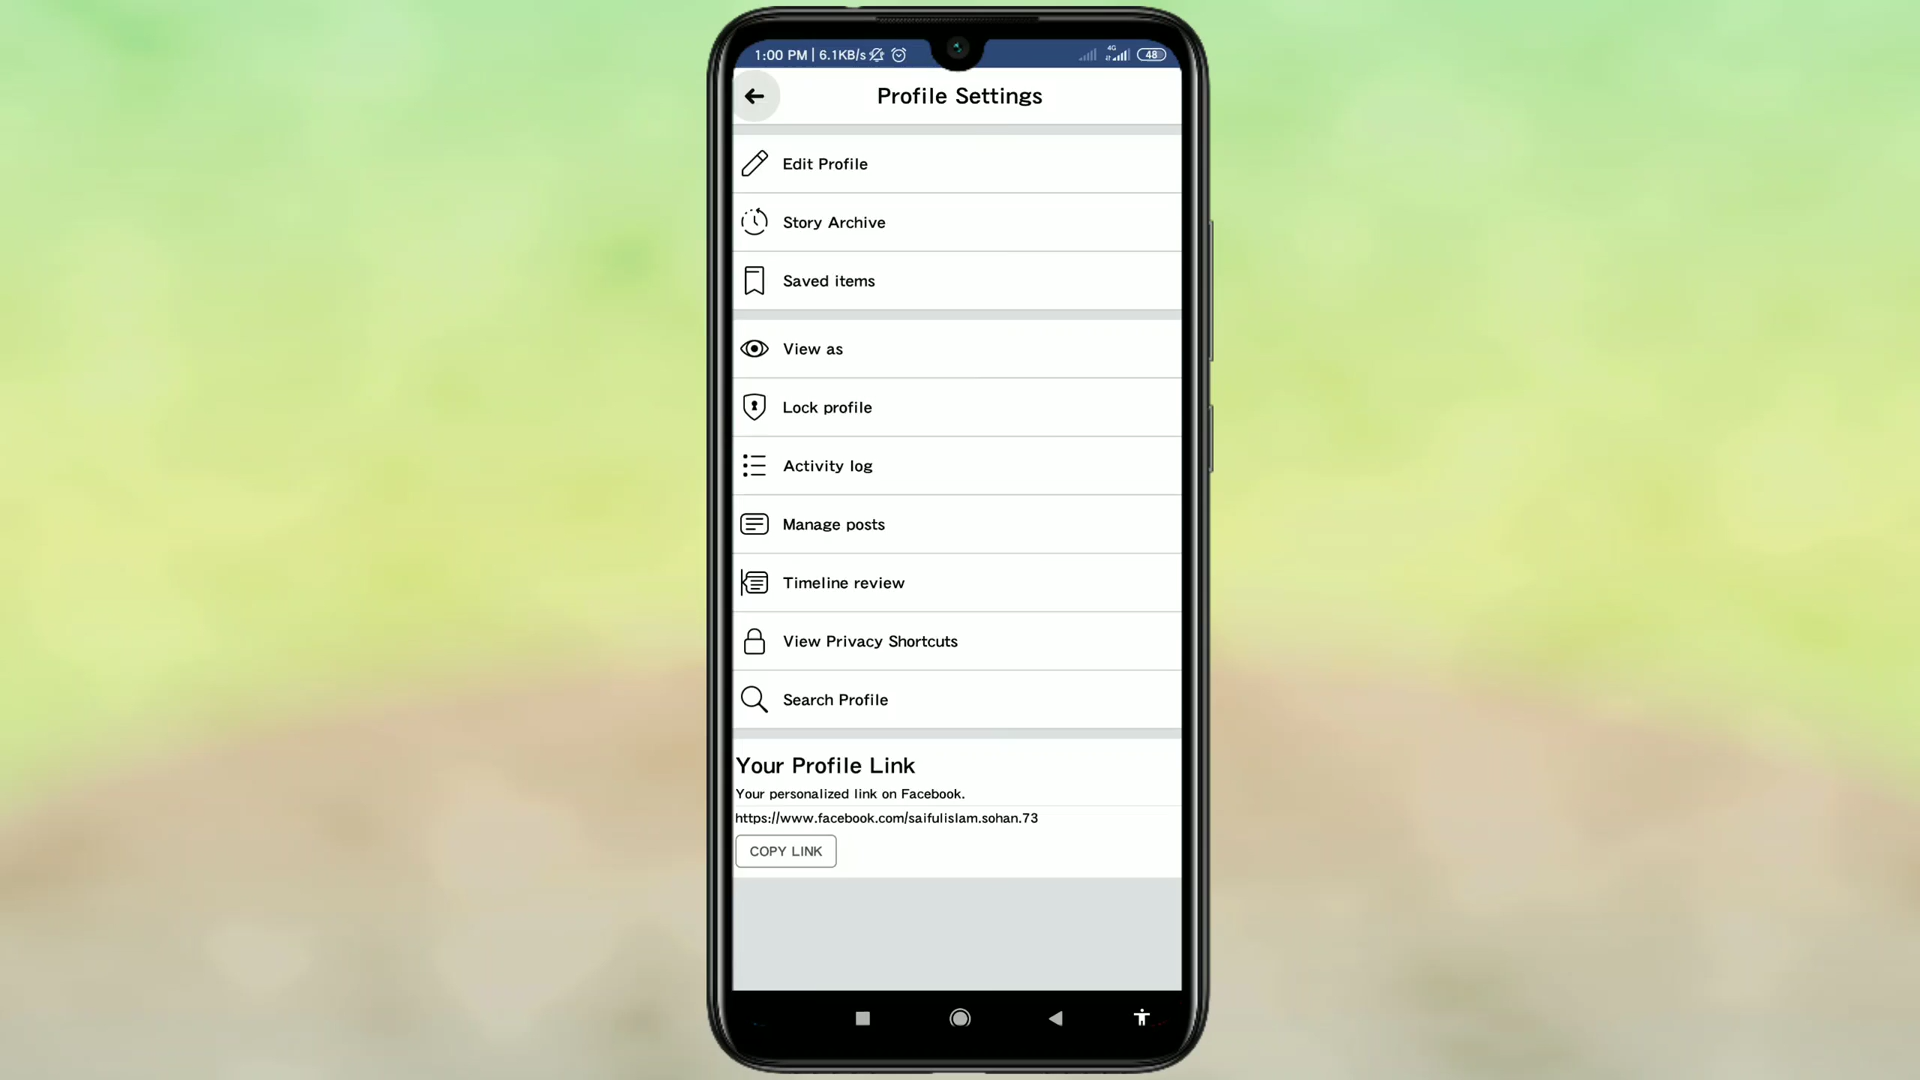 1:00 PM | 6.1KB/s
4G
48
Profile Settings
Edit Profile
Story Archive
Saved items
View as
Lock profile
Activity log
Manage posts
Timeline review
View Privacy Shortcuts
Search Profile
Your Profile Link
Your personalized link on Facebook.
https://www.facebook.com/saifulislam.sohan.73
COPY LINK